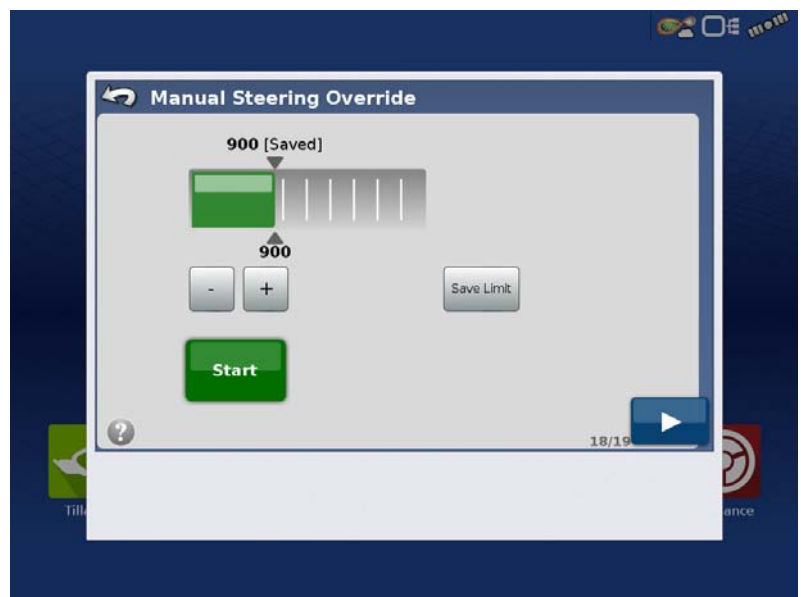 Manual Steering Override
900 [Saved]
900
- +
Save Limit
Start
?
18/19
Till
ance